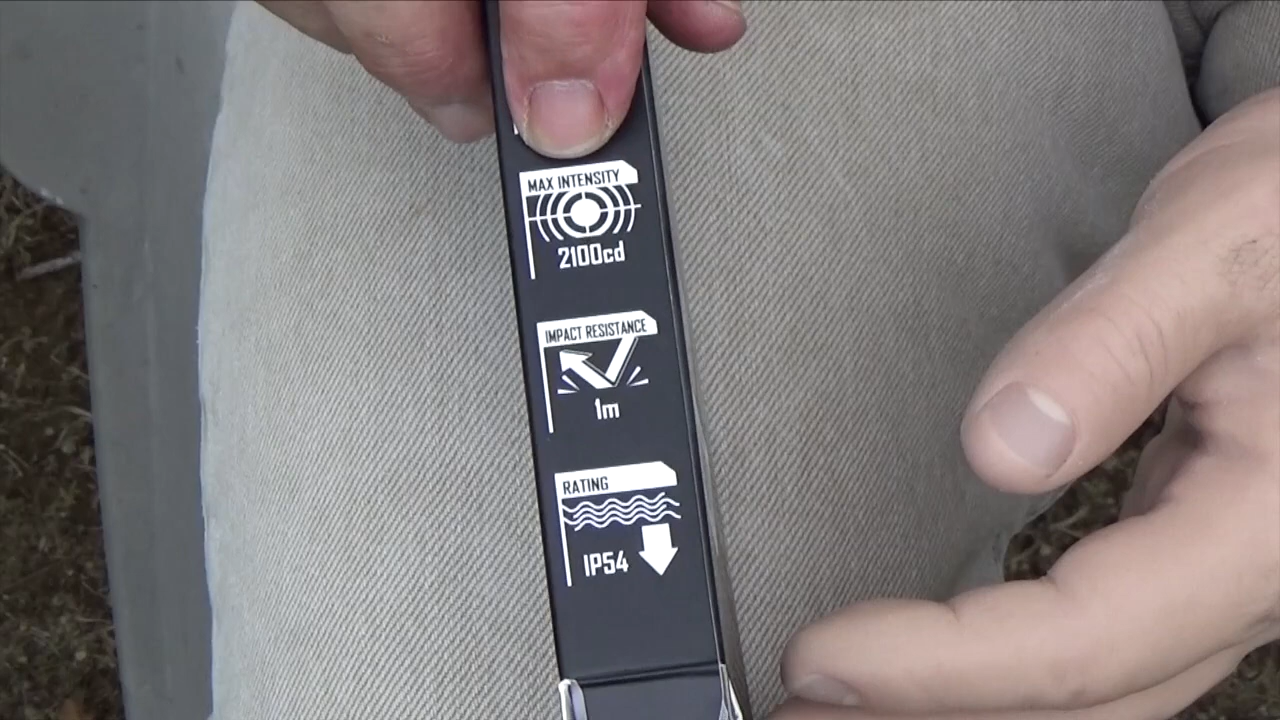 MAX INTENSITY
2100cd
IMPACT RESISTANCE
1m
RATING
IP54